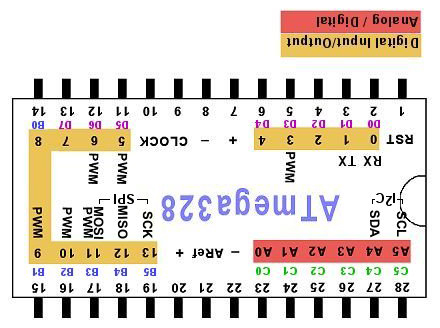 Analog / Digital
Digital Input/Output
14 13 12 11 10 9 8 7 6 5 4 3 2 1
B0 D7 D6 D5 D4 D3 D2 D1 D0
8 7 6 5 CLOCK - + 4 3 2 1 0 RST
PWM PWM PWM RX TX
SPI I2C
ATmega328
PWM PWM PWM MOSI MISO SCK SDA SCL
9 10 11 12 13 + ARef - A0 A1 A2 A3 A4 A5
B1 B2 B3 B4 B5 C0 C1 C2 C3 C4 C5
15 16 17 18 19 20 21 22 23 24 25 26 27 28